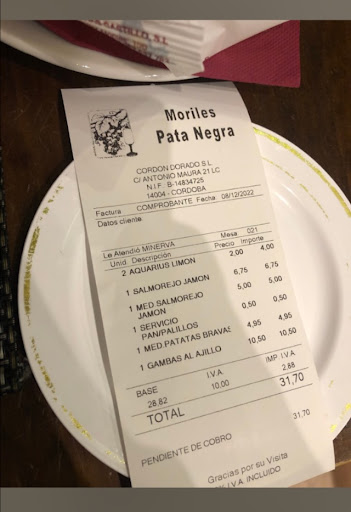 Moriles
Pata Negra
CORDON DORADO S.L.
C/ ANTONIO MAURA 21 LC
N.I.F.: B-14834725
14004 - CORDOBA
Factura COMPROBANTE Fecha 08/12/2022
Datos cliente
Le Atendió MINERVA Mesa 021
Unid Descripción Precio Importe
2 AQUARIUS LIMON 2,00 4,00
1 SALMOREJO JAMON 6,75 6,75
1 MED.SALMOREJO JAMON 5,00 5,00
1 SERVICIO PAN/PALILLOS 0,50 0,50
1 MED.PATATAS BRAVAS 4,95 4,95
1 GAMBAS AL AJILLO 10,50 10,50
BASE I.V.A. IMP. I.V.A.
28.82 10,00 2,88
TOTAL 31,70
PENDIENTE DE COBRO 31,70
Gracias por su Visita
I.V.A. INCLUIDO